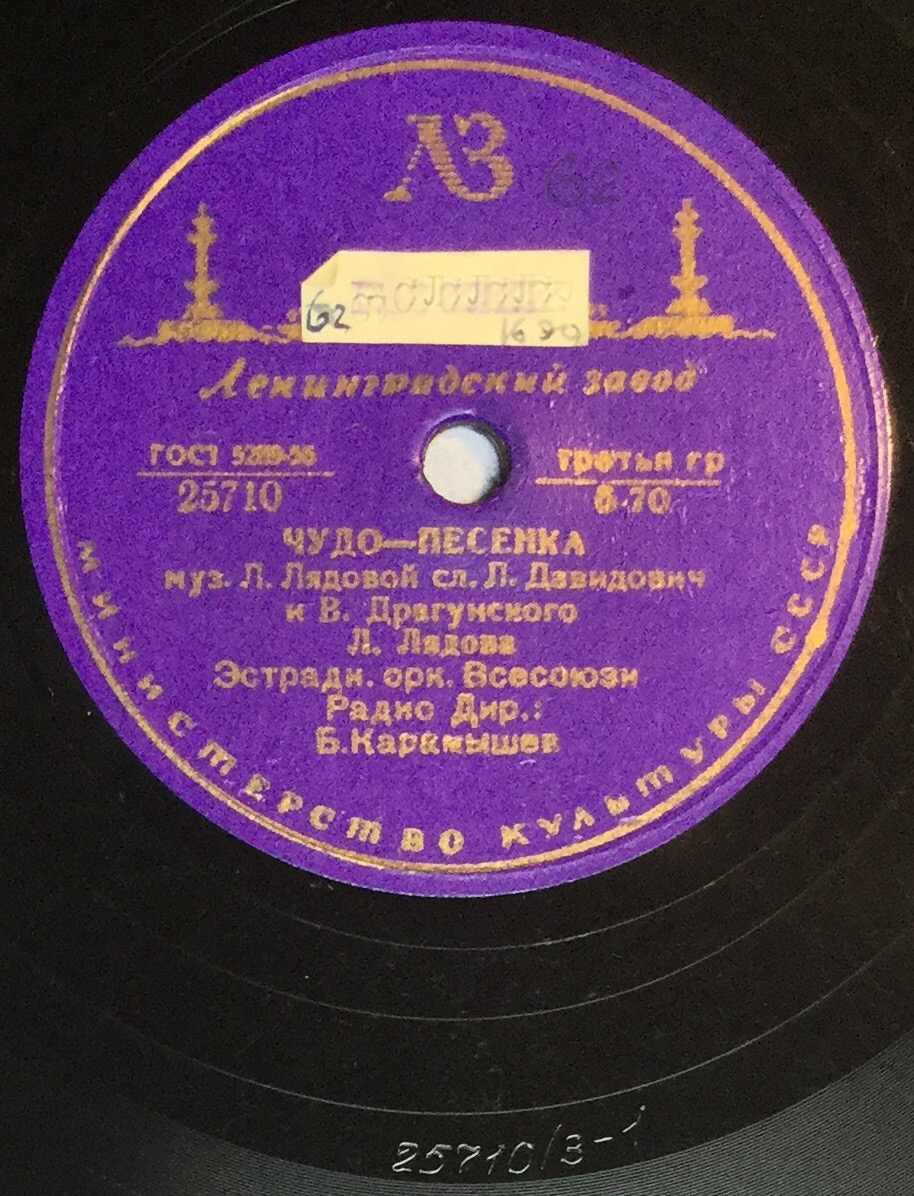 ЛЗ 62
62
Ленинградский завод
ГОСТ 5289-56 третья гр
25710 6-70
ЧУДО—ПЕСЕНКА
муз. Л. Лядовой сл. Л. Давидович
и В. Драгунского
Л. Лядова
Эстрадн. орк. Всесоюзн
Радио Дир.:
Б.Карамышев
МИНИСТЕРСТВО КУЛЬТУРЫ СССР
25710/3-1